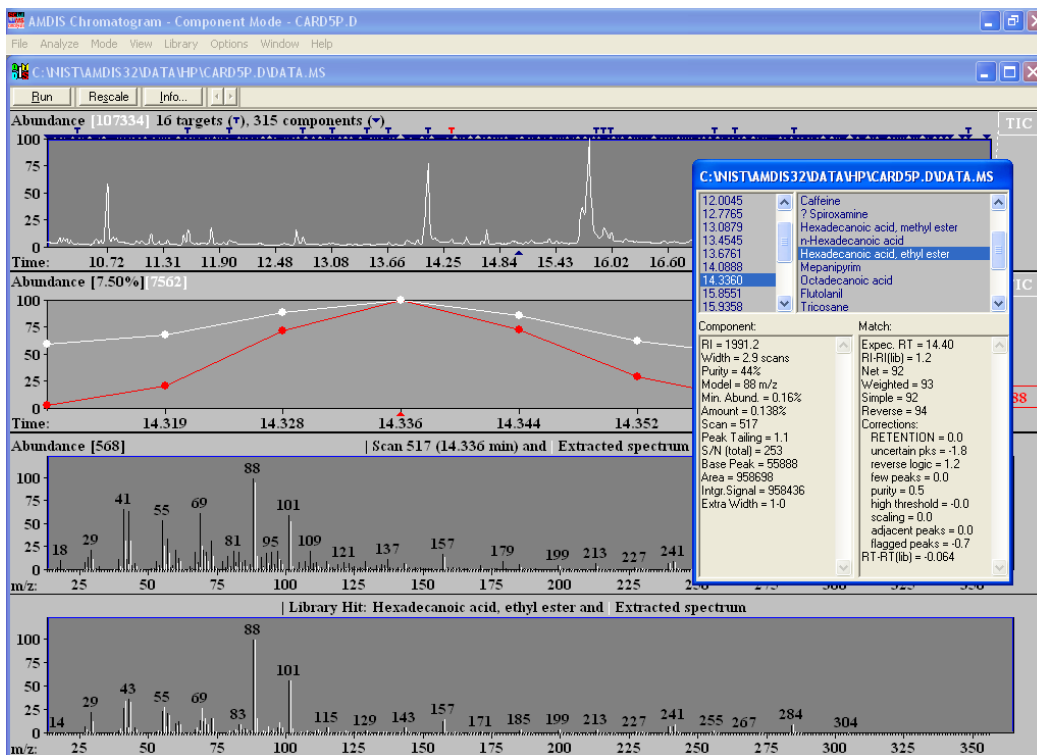 AMDIS Chromatogram - Component Mode - CARD5P.D
File Analyze Mode View Library Options Window Help
C:\NIST\AMDIS32\DATA\HP\CARD5P.D\DATA.MS
Run Rescale Info...
Abundance [107334] 16 targets (T), 315 components (▼)
TIC
100
75
50
25
0
Time: 10.72 11.31 11.90 12.48 13.08 13.66 14.25 14.84 15.43 16.02 16.60
Abundance [7.50%][7562]
TIC
100
75
50
25
0
88
Time: 14.319 14.328 14.336 14.344 14.352
Abundance [568] | Scan 517 (14.336 min) and | Extracted spectrum
100
75
50
25
0
18 29 41 55 69 81 88 95 101 109 121 137 157 179 199 213 227 241
m/z: 25 50 75 100 125 150 175 200 225 250 275 300 325 350
| Library Hit: Hexadecanoic acid, ethyl ester and | Extracted spectrum
100
75
50
25
0
14 29 43 55 69 83 88 101 115 129 143 157 171 185 199 213 227 241 255 267 284 304
m/z: 25 50 75 100 125 150 175 200 225 250 275 300 325 350
C:\NIST\AMDIS32\DATA\HP\CARD5P.D\DATA.MS
12.0045 Caffeine
12.7765 ? Spiroxamine
13.0879 Hexadecanoic acid, methyl ester
13.4545 n-Hexadecanoic acid
13.6761 Hexadecanoic acid, ethyl ester
14.0888 Mepanipyrim
14.3360 Octadecanoic acid
15.8551 Flutolanil
15.9358 Tricosane
Component:
RI = 1991.2
Width = 2.9 scans
Purity = 44%
Model = 88 m/z
Min. Abund. = 0.16%
Amount = 0.138%
Scan = 517
Peak Tailing = 1.1
S/N (total) = 253
Base Peak = 55888
Area = 958698
Intgr.Signal = 958436
Extra Width = 1-0
Match:
Expec. RT = 14.40
RI-RI(lib) = 1.2
Net = 92
Weighted = 93
Simple = 92
Reverse = 94
Corrections:
RETENTION = 0.0
uncertain pks = -1.8
reverse logic = 1.2
few peaks = 0.0
purity = 0.5
high threshold = -0.0
scaling = 0.0
adjacent peaks = 0.0
flagged peaks = -0.7
RT-RT(lib) = -0.064